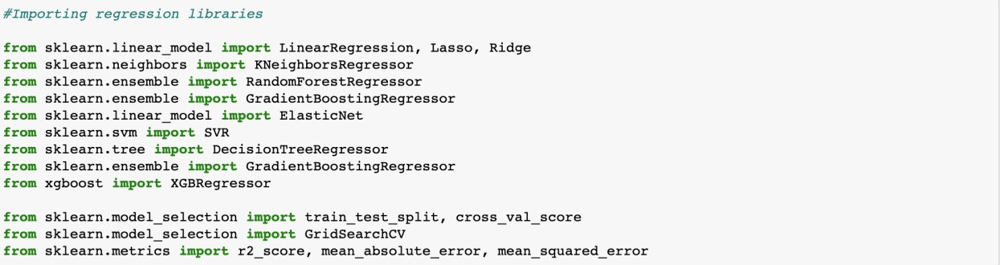 #Importing regression libraries
from sklearn.linear_model import LinearRegression, Lasso, Ridge
from sklearn.neighbors import KNeighborsRegressor
from sklearn.ensemble import RandomForestRegressor
from sklearn.ensemble import GradientBoostingRegressor
from sklearn.linear_model import ElasticNet
from sklearn.svm import SVR
from sklearn.tree import DecisionTreeRegressor
from sklearn.ensemble import GradientBoostingRegressor
from xgboost import XGBRegressor
from sklearn.model_selection import train_test_split, cross_val_score
from sklearn.model_selection import GridSearchCV
from sklearn.metrics import r2_score, mean_absolute_error, mean_squared_error